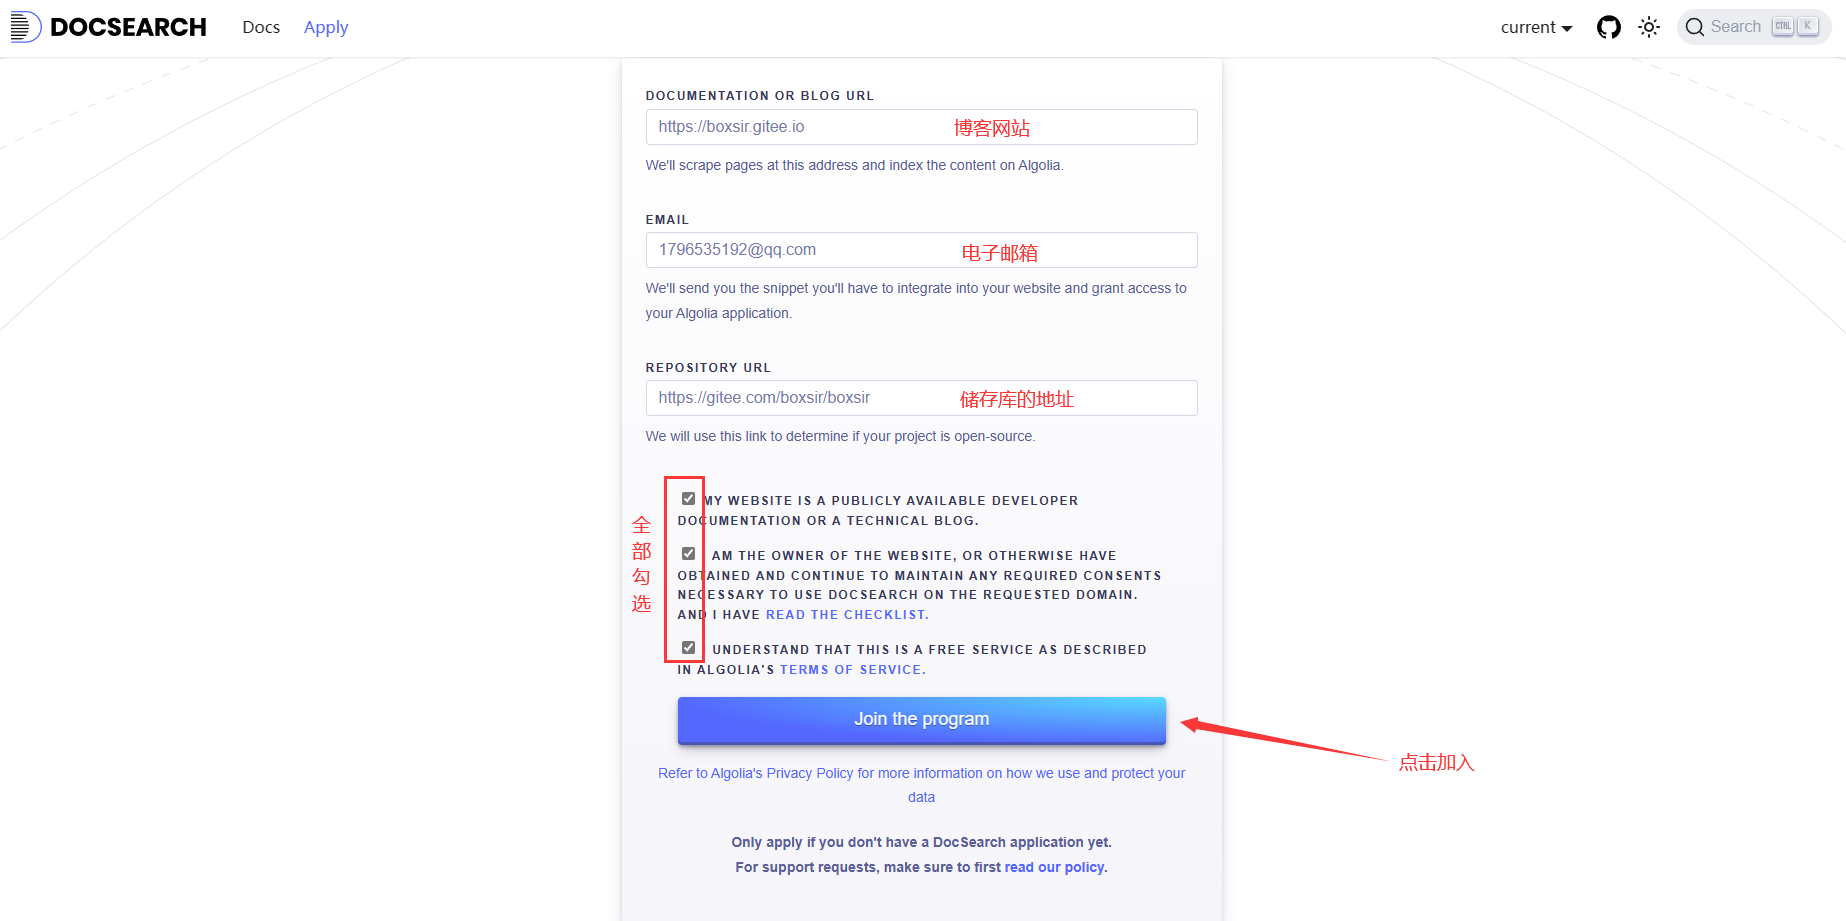 DOCSEARCH Docs Apply current Search CTRL K
DOCUMENTATION OR BLOG URL
https://boxsir.gitee.io 博客网站
We'll scrape pages at this address and index the content on Algolia.
EMAIL
1796535192@qq.com 电子邮箱
We'll send you the snippet you'll have to integrate into your website and grant access to
your Algolia application.
REPOSITORY URL
https://gitee.com/boxsir/boxsir 储存库的地址
We will use this link to determine if your project is open-source.
全部勾选
MY WEBSITE IS A PUBLICLY AVAILABLE DEVELOPER
DOCUMENTATION OR A TECHNICAL BLOG.
AM THE OWNER OF THE WEBSITE, OR OTHERWISE HAVE
OBTAINED AND CONTINUE TO MAINTAIN ANY REQUIRED CONSENTS
NECESSARY TO USE DOCSEARCH ON THE REQUESTED DOMAIN.
AND I HAVE READ THE CHECKLIST.
UNDERSTAND THAT THIS IS A FREE SERVICE AS DESCRIBED
IN ALGOLIA'S TERMS OF SERVICE.
Join the program
点击加入
Refer to Algolia's Privacy Policy for more information on how we use and protect your
data
Only apply if you don't have a DocSearch application yet.
For support requests, make sure to first read our policy.